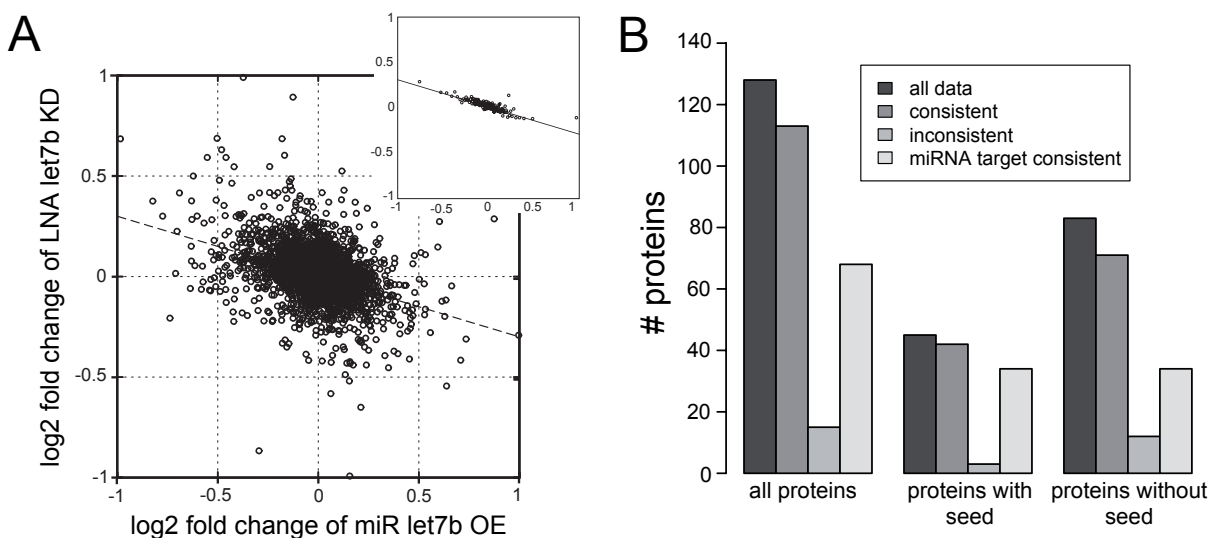 A
log2 fold change of LNA let7b KD
1
0.5
0
-0.5
-1
-1
-0.5
0
0.5
1
log2 fold change of miR let7b OE
1
0.5
0
-0.5
-1
-1
-0.5
0
0.5
1
B
# proteins
140
120
100
80
60
40
20
0
all data
consistent
inconsistent
miRNA target consistent
all proteins
proteins with
seed
proteins without
seed